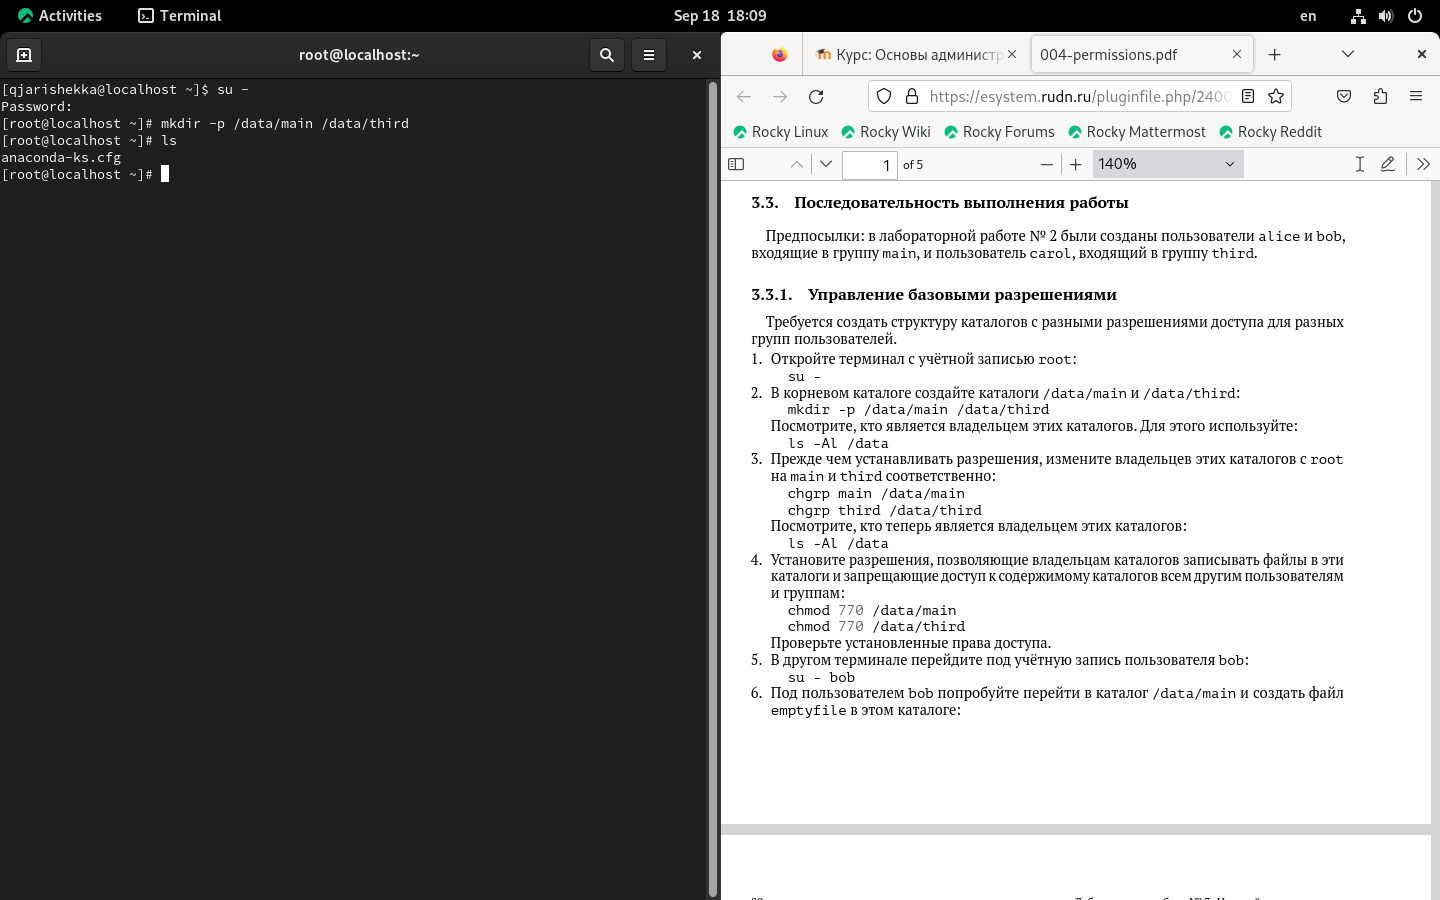 Activities
Terminal
Sep 18 18:09
en
root@localhost:~
[qjarishekka@localhost ~]$ su -
Password:
[root@localhost ~]# mkdir -p /data/main /data/third
[root@localhost ~]# ls
anaconda-ks.cfg
[root@localhost ~]#
Курс: Основы администр
004-permissions.pdf
https://esystem.rudn.ru/pluginfile.php/2400
Rocky Linux
Rocky Wiki
Rocky Forums
Rocky Mattermost
Rocky Reddit
1 of 5
140%
3.3. Последовательность выполнения работы
Предпосылки: в лабораторной работе № 2 были созданы пользователи alice и bob,
входящие в группу main, и пользователь carol, входящий в группу third.
3.3.1. Управление базовыми разрешениями
Требуется создать структуру каталогов с разными разрешениями доступа для разных
групп пользователей.
1. Откройте терминал с учётной записью root:
su -
2. В корневом каталоге создайте каталоги /data/main и /data/third:
mkdir -p /data/main /data/third
Посмотрите, кто является владельцем этих каталогов. Для этого используйте:
ls -Al /data
3. Прежде чем устанавливать разрешения, измените владельцев этих каталогов с root
на main и third соответственно:
chgrp main /data/main
chgrp third /data/third
Посмотрите, кто теперь является владельцем этих каталогов:
ls -Al /data
4. Установите разрешения, позволяющие владельцам каталогов записывать файлы в эти
каталоги и запрещающие доступ к содержимому каталогов всем другим пользователям
и группам:
chmod 770 /data/main
chmod 770 /data/third
Проверьте установленные права доступа.
5. В другом терминале перейдите под учётную запись пользователя bob:
su - bob
6. Под пользователем bob попробуйте перейти в каталог /data/main и создать файл
emptyfile в этом каталоге: